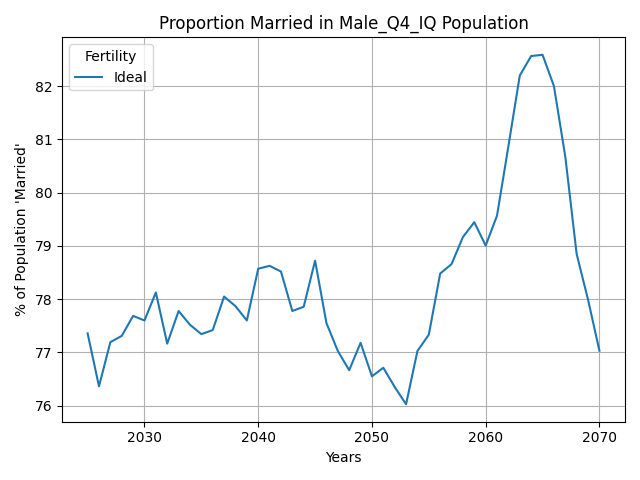 Proportion Married in Male_Q4_IQ Population
Fertility
Ideal
% of Population 'Married'
82
81
80
79
78
77
76
2030 2040 2050 2060 2070
Years